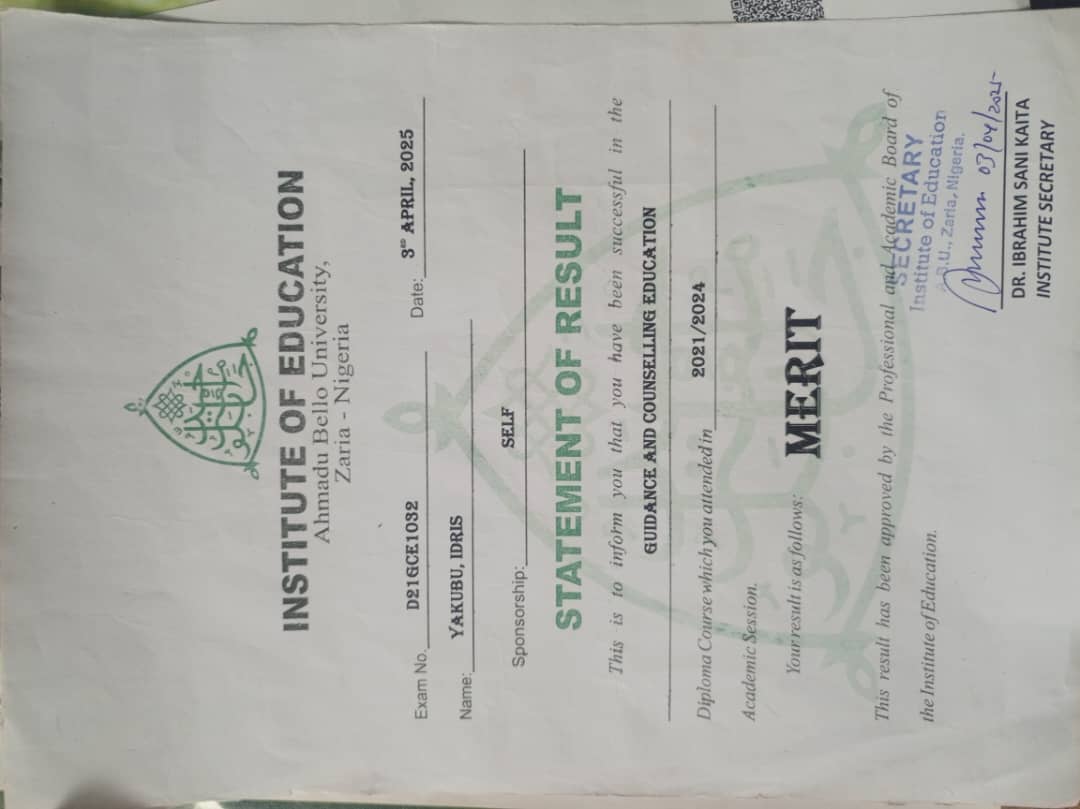 INSTITUTE OF EDUCATION
Ahmadu Bello University,
Zaria - Nigeria
Exam No. D21GCE1032 Date: 3RD APRIL, 2025
Name: YAKUBU, IDRIS
Sponsorship: SELF
STATEMENT OF RESULT
This is to inform you that you have been successful in the
GUIDANCE AND COUNSELLING EDUCATION
Diploma Course which you attended in 2021/2024
Academic Session.
Your result is as follows: MERIT
This result has been approved by the Professional and Academic Board of
the Institute of Education.
SECRETARY
Institute of Education
A.B.U., Zaria, Nigeria.
03/04/2025
DR. IBRAHIM SANI KAITA
INSTITUTE SECRETARY